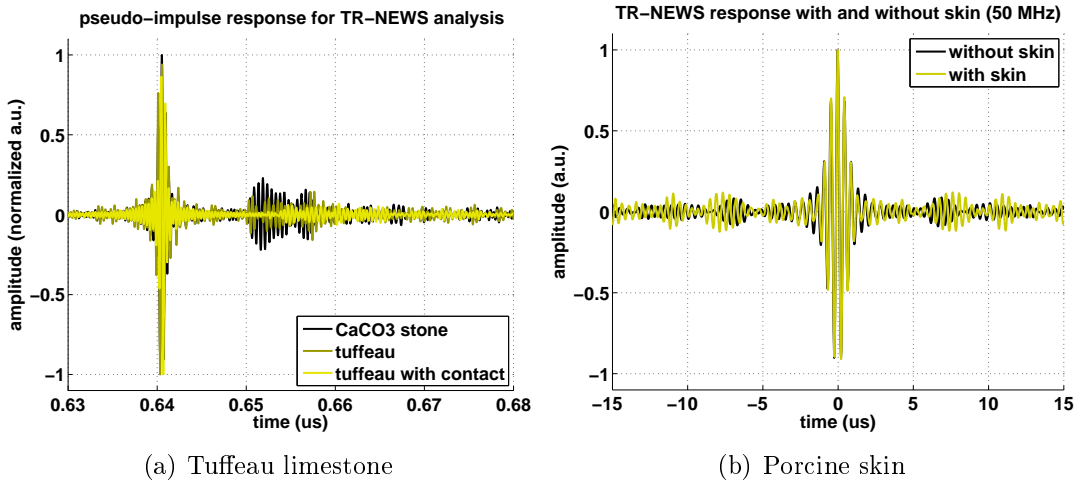 pseudo-impulse response for TR-NEWS analysis
amplitude (normalized a.u.)
1
0.5
0
−0.5
−1
CaCO3 stone
tuffeau
tuffeau with contact
0.63 0.64 0.65 0.66 0.67 0.68
time (us)
(a) Tuffeau limestone
TR-NEWS response with and without skin (50 MHz)
amplitude (a.u.)
1
0.5
0
−0.5
−1
without skin
with skin
−15 −10 −5 0 5 10 15
time (us)
(b) Porcine skin